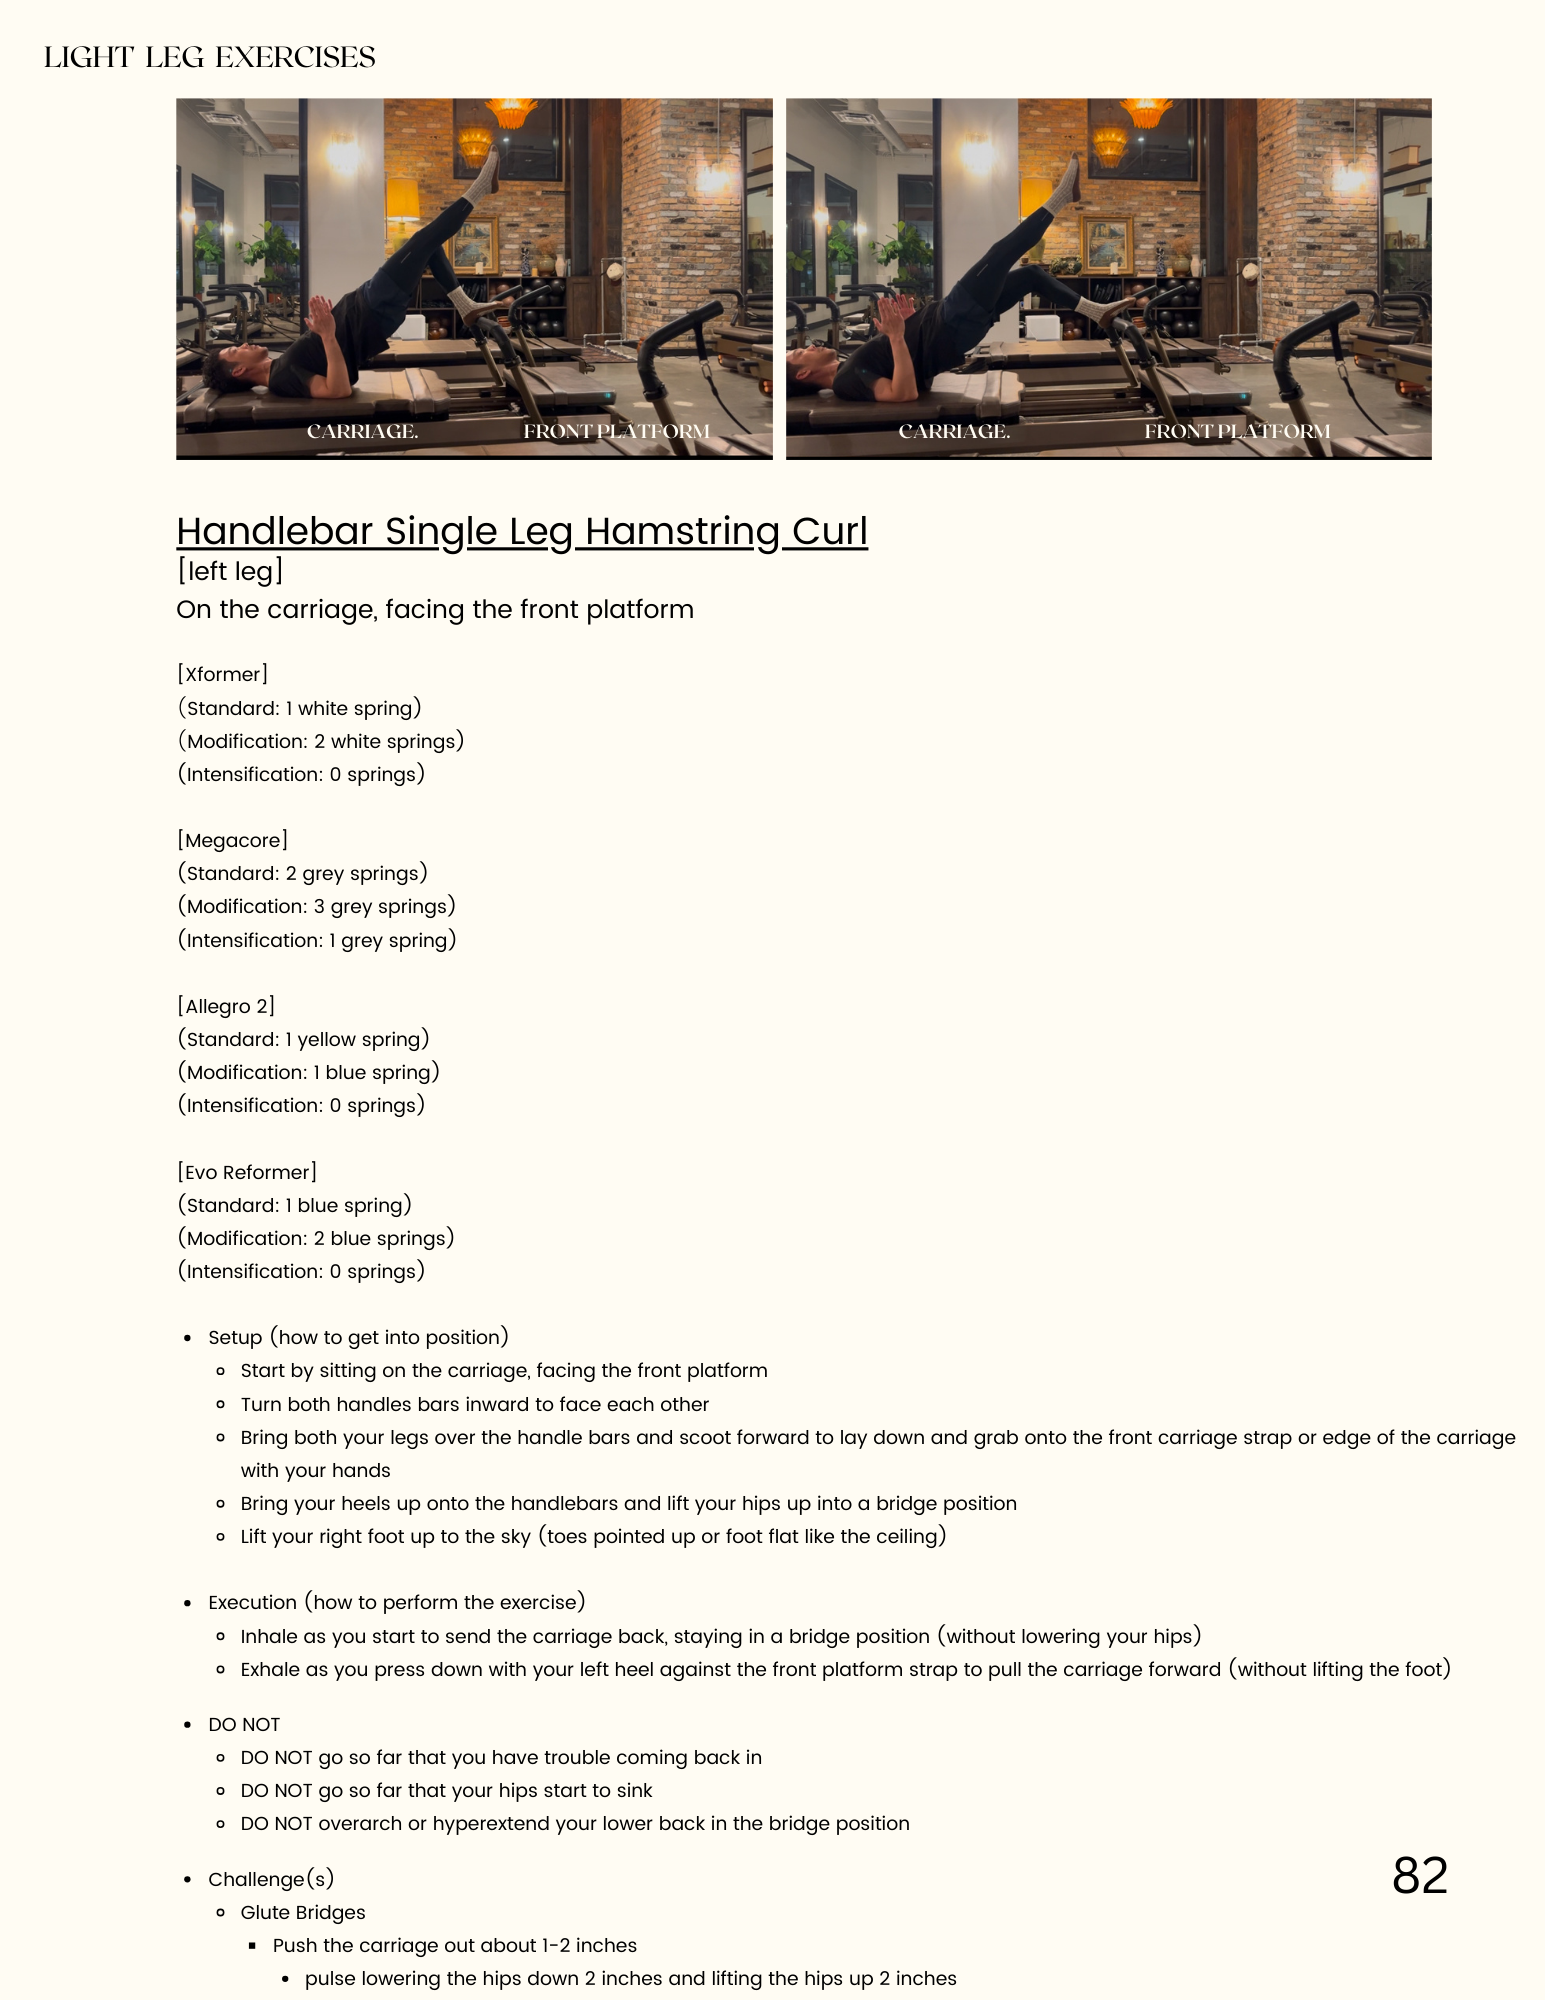 LIGHT LEG EXERCISES
CARRIAGE.
FRONT PLATFORM
CARRIAGE.
FRONT PLATFORM
Handlebar Single Leg Hamstring Curl
[left leg]
On the carriage, facing the front platform
[Xformer]
(Standard: 1 white spring)
(Modification: 2 white springs)
(Intensification: 0 springs)
[Megacore]
(Standard: 2 grey springs)
(Modification: 3 grey springs)
(Intensification: 1 grey spring)
[Allegro 2]
(Standard: 1 yellow spring)
(Modification: 1 blue spring)
(Intensification: 0 springs)
[Evo Reformer]
(Standard: 1 blue spring)
(Modification: 2 blue springs)
(Intensification: 0 springs)
• Setup (how to get into position)
◦ Start by sitting on the carriage, facing the front platform
◦ Turn both handles bars inward to face each other
◦ Bring both your legs over the handle bars and scoot forward to lay down and grab onto the front carriage strap or edge of the carriage
with your hands
◦ Bring your heels up onto the handlebars and lift your hips up into a bridge position
◦ Lift your right foot up to the sky (toes pointed up or foot flat like the ceiling)
• Execution (how to perform the exercise)
◦ Inhale as you start to send the carriage back, staying in a bridge position (without lowering your hips)
◦ Exhale as you press down with your left heel against the front platform strap to pull the carriage forward (without lifting the foot)
• DO NOT
◦ DO NOT go so far that you have trouble coming back in
◦ DO NOT go so far that your hips start to sink
◦ DO NOT overarch or hyperextend your lower back in the bridge position
• Challenge(s)
◦ Glute Bridges
▪ Push the carriage out about 1-2 inches
• pulse lowering the hips down 2 inches and lifting the hips up 2 inches
82